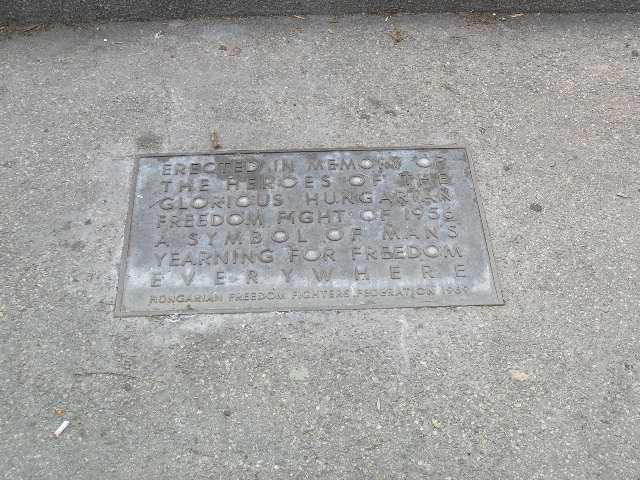 ERECTED IN MEMORY OF
THE HEROES OF THE
GLORIOUS HUNGARIAN
FREEDOM FIGHT OF 1956
A SYMBOL OF MANS
YEARNING FOR FREEDOM
EVERYWHERE
HUNGARIAN FREEDOM FIGHTERS FEDERATION 1969